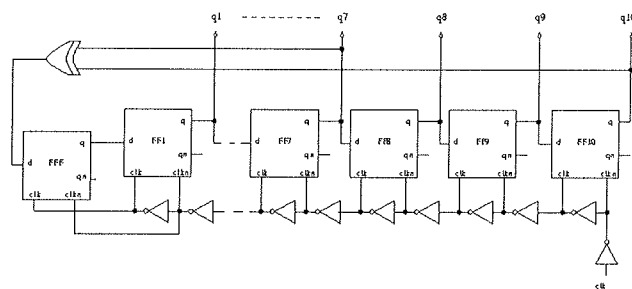 q1 q7 q8 q9 q10
q q q q q
FF1 FF7 FF8 FF9 FF10
d d d d d
q
qn qn qn qn qn
d FFF
clk clkn clk clkn clk clkn clk clkn clk clkn
qn
clk clkn
clk